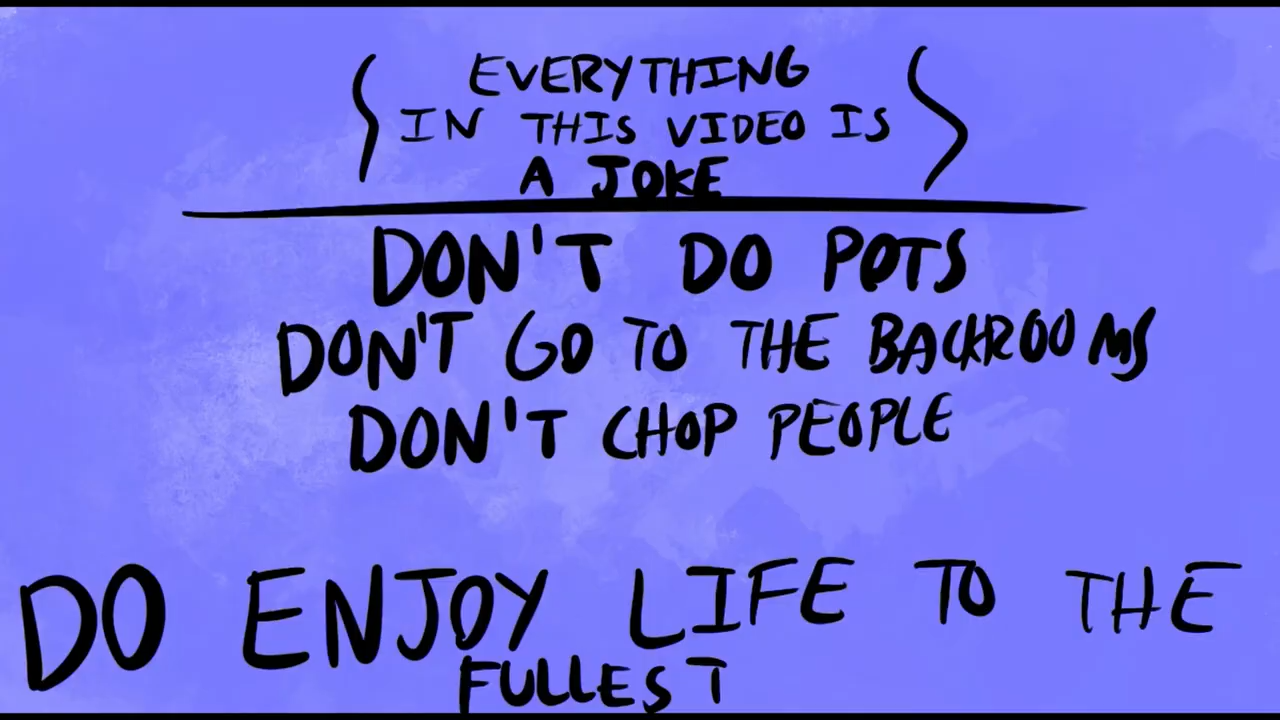 EVERYTHING
IN THIS VIDEO IS
A JOKE
DON'T DO POTS
DON'T GO TO THE BACKROOMS
DON'T CHOP PEOPLE
DO ENJOY LIFE TO THE
FULLEST